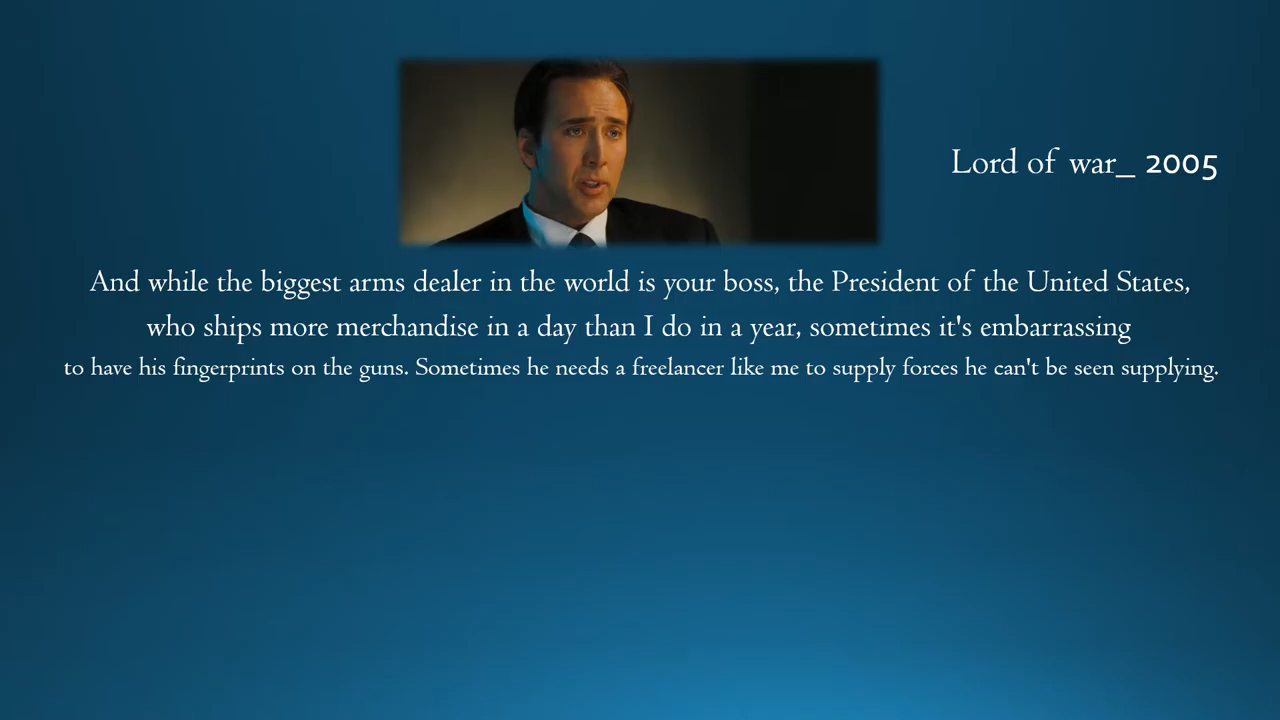 Lord of war_ 2005
And while the biggest arms dealer in the world is your boss, the President of the United States,
who ships more merchandise in a day than I do in a year, sometimes it's embarrassing
to have his fingerprints on the guns. Sometimes he needs a freelancer like me to supply forces he can't be seen supplying.